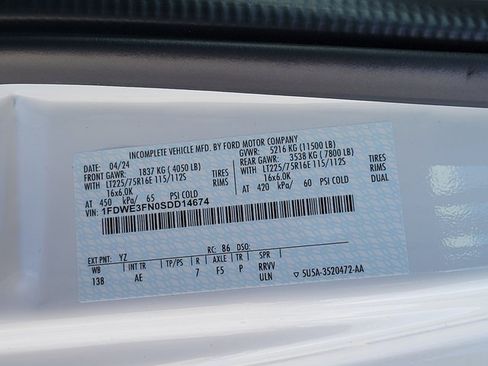 INCOMPLETE VEHICLE MFD. BY FORD MOTOR COMPANY
DATE: 04/24 GVWR: 5216 KG (11500 LB)
FRONT GAWR: 1837 KG ( 4050 LB) REAR GAWR: 3538 KG ( 7800 LB)
WITH LT225/75R16E 115/112S TIRES WITH LT225/75R16E 115/112S TIRES
16x6.0K RIMS 16x6.0K RIMS
AT 450 kPa/ 65 PSI COLD AT 420 kPa/ 60 PSI COLD DUAL
1FDWE3FN0SDD14674
RC: 86 DSO:
EXT PNT: YZ
WB INT TR TP/PS R AXLE TR SPR
138 AE 7 F5 P RRVV
ULN SU5A-3520472-AA